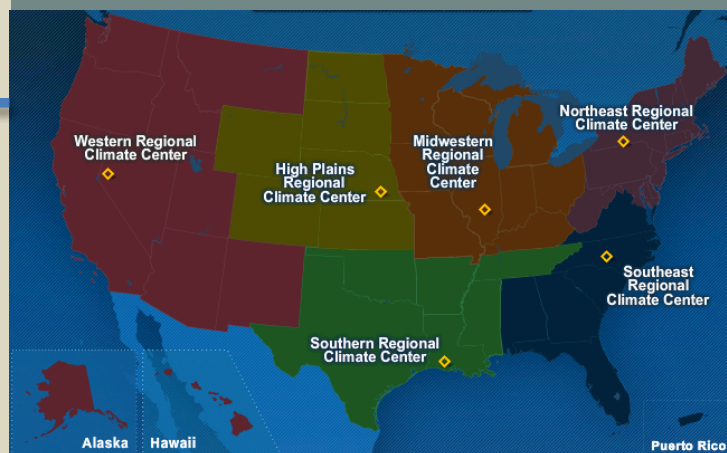 Northeast Regional
Climate Center
Western Regional
Climate Center
Midwestern
Regional
Climate
Center
High Plains
Regional
Climate Center
Southeast
Regional
Climate Center
Southern Regional
Climate Center
Alaska
Hawaii
Puerto Rico